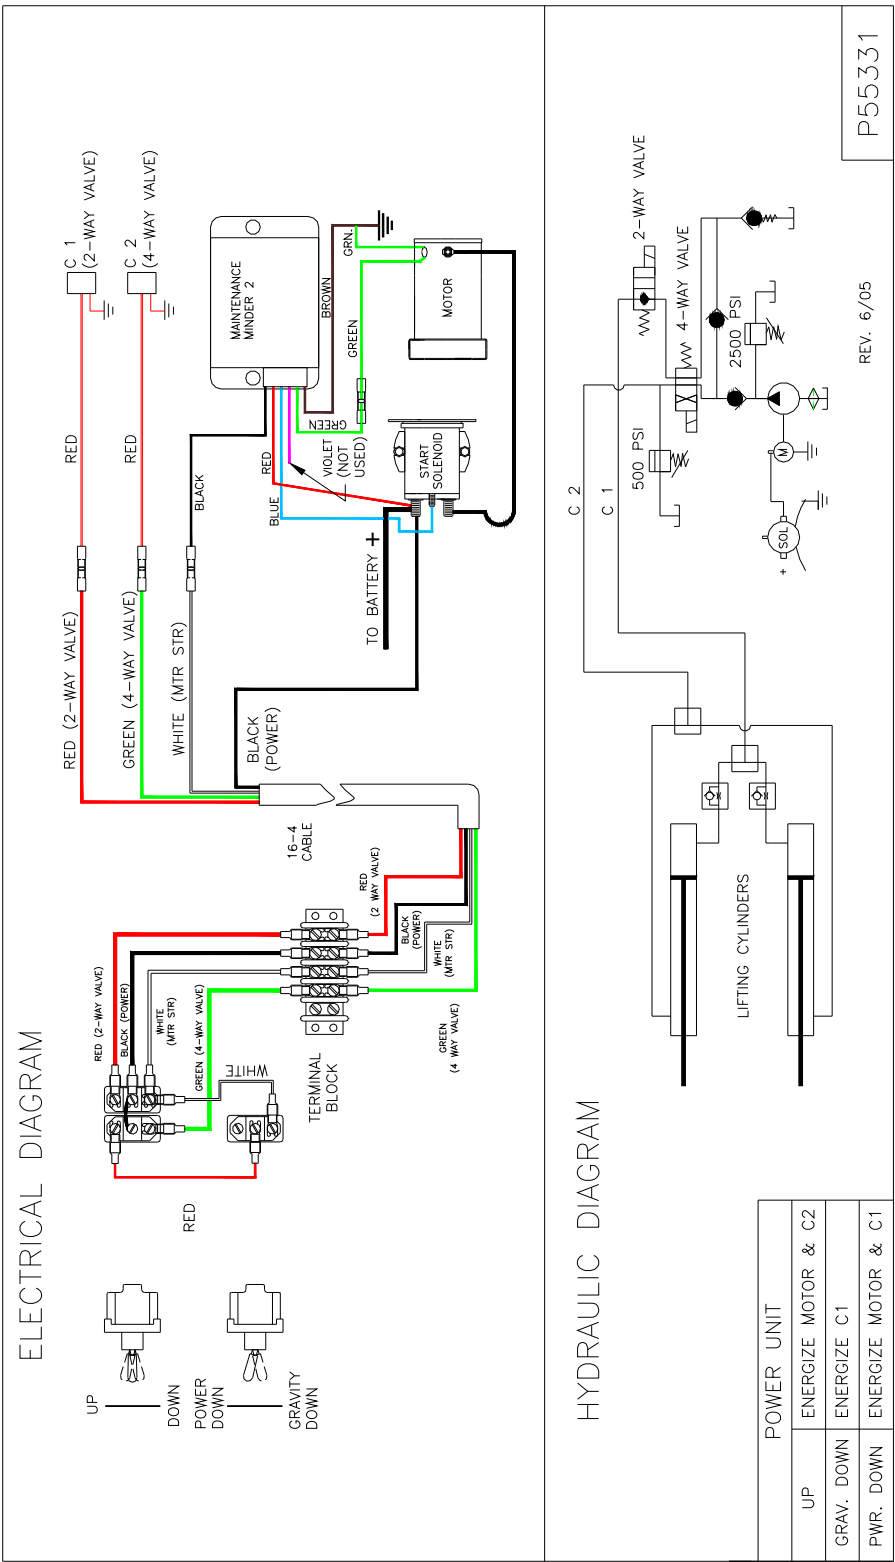 ELECTRICAL DIAGRAM
UP
DOWN
POWER
DOWN
GRAVITY
DOWN
RED
RED (2-WAY VALVE)
BLACK (POWER)
WHITE
(MTR STR)
GREEN (4-WAY VALVE)
WHITE
TERMINAL
BLOCK
RED
(2 WAY VALVE)
BLACK
(POWER)
WHITE
(MTR STR)
GREEN
(4 WAY VALVE)
16-4
CABLE
RED (2-WAY VALVE)
GREEN (4-WAY VALVE)
WHITE (MTR STR)
BLACK
(POWER)
TO BATTERY +
RED
RED
BLACK
C 1
(2-WAY VALVE)
C 2
(4-WAY VALVE)
MAINTENANCE
MINDER 2
RED
BLUE
VIOLET
(NOT
USED)
GREEN
BROWN
GREEN
GRN.
START
SOLENOID
MOTOR
HYDRAULIC DIAGRAM
LIFTING CYLINDERS
C 2
C 1
500 PSI
2-WAY VALVE
4-WAY VALVE
2500 PSI
M
SOL
+
POWER UNIT
UP ENERGIZE MOTOR & C2
GRAV. DOWN ENERGIZE C1
PWR. DOWN ENERGIZE MOTOR & C1
REV. 6/05
P55331